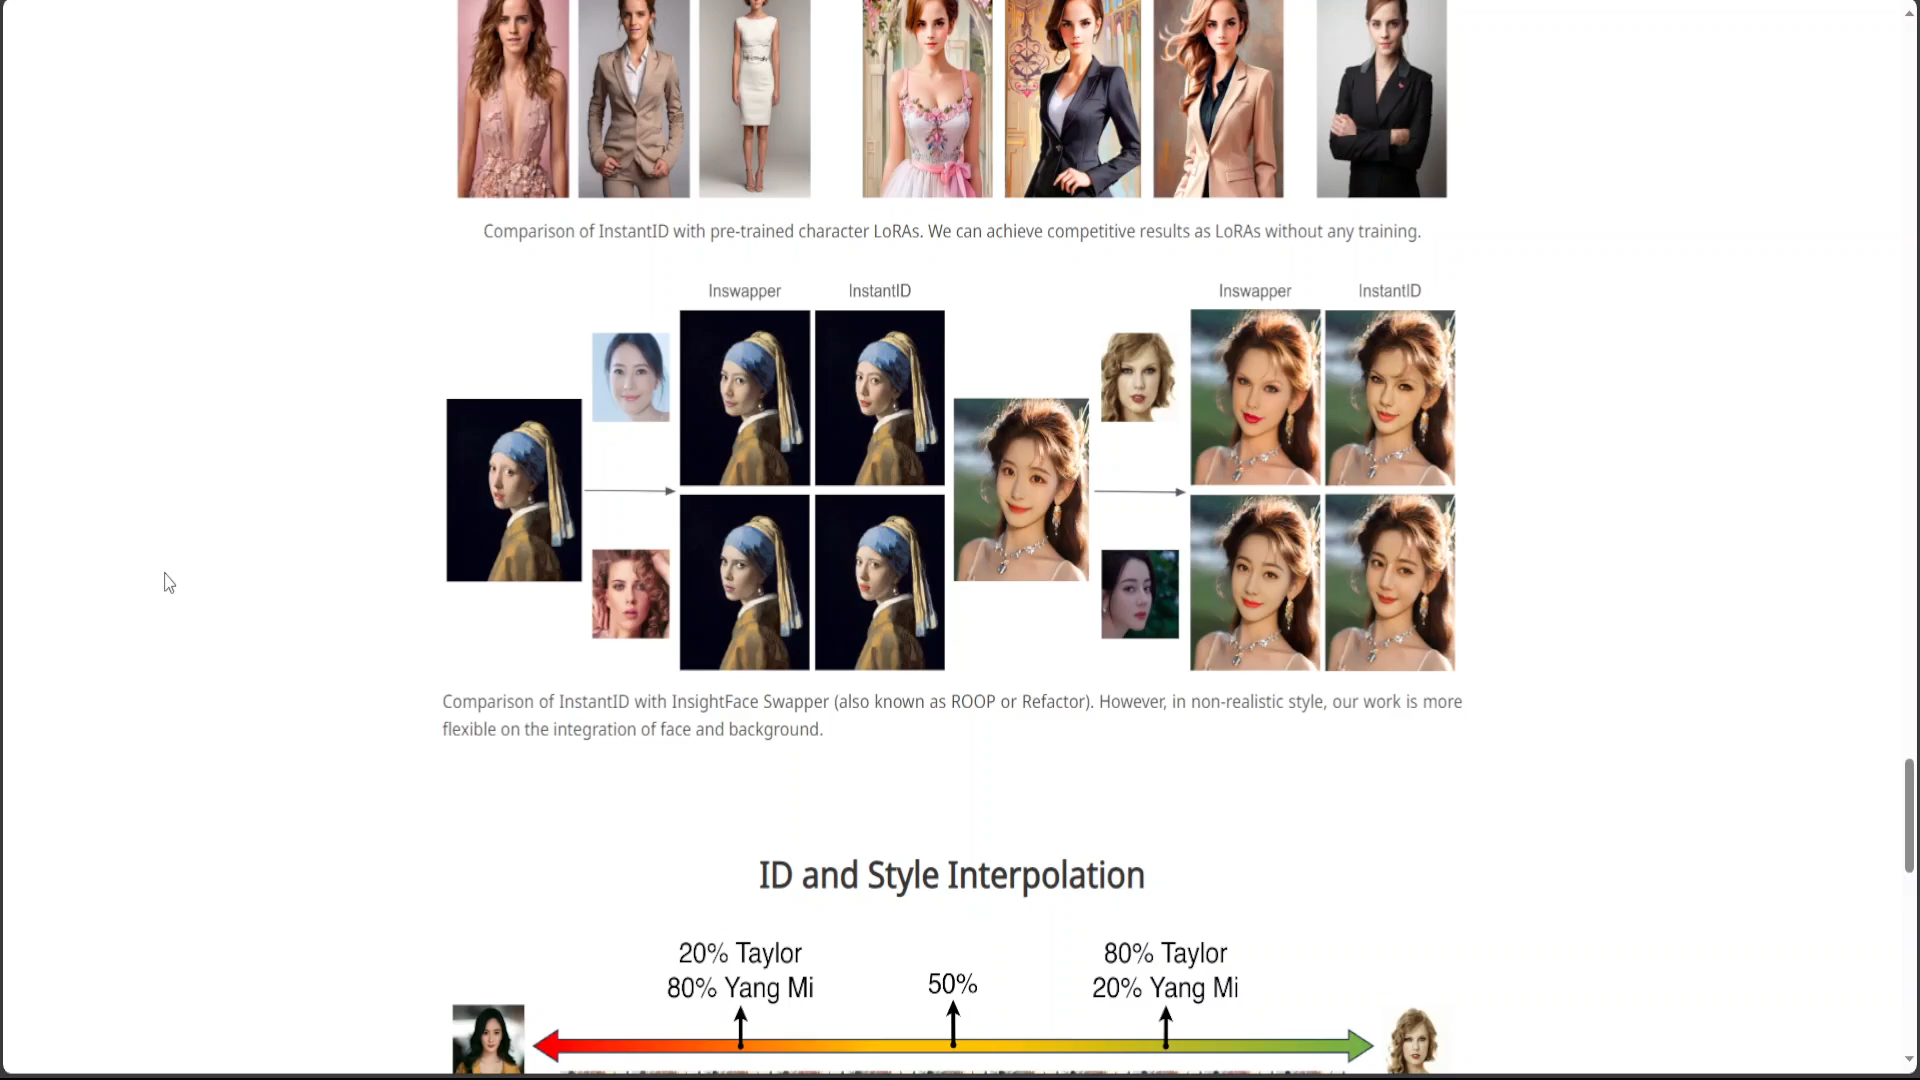 Comparison of InstantID with pre-trained character LoRAs. We can achieve competitive results as LoRAs without any training.
Inswapper
InstantID
Inswapper
InstantID
Comparison of InstantID with InsightFace Swapper (also known as ROOP or Refactor). However, in non-realistic style, our work is more
flexible on the integration of face and background.
ID and Style Interpolation
20% Taylor
80% Yang Mi
50%
80% Taylor
20% Yang Mi